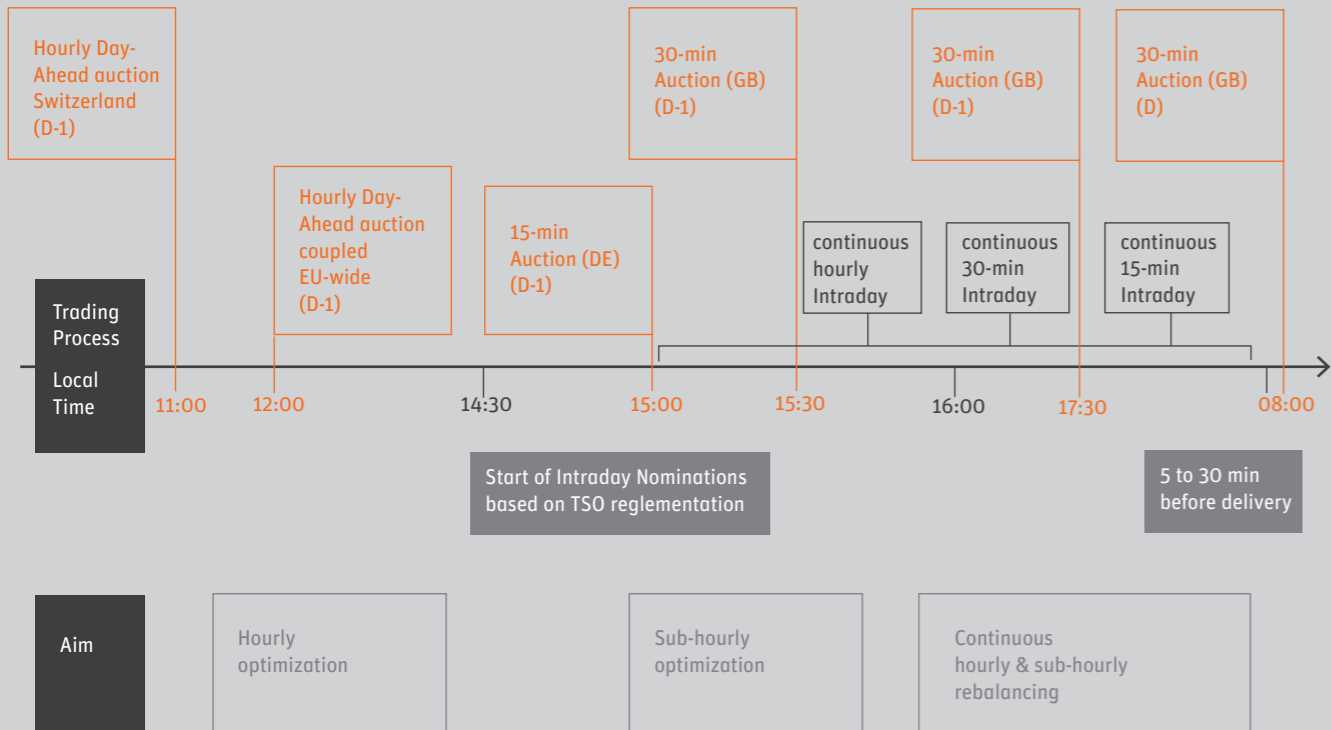 Hourly Day-
Ahead auction
Switzerland
(D-1)
30-min
Auction (GB)
(D-1)
30-min
Auction (GB)
(D-1)
30-min
Auction (GB)
(D)
Hourly Day-
Ahead auction
coupled
EU-wide
(D-1)
15-min
Auction (DE)
(D-1)
continuous
hourly
Intraday
continuous
30-min
Intraday
continuous
15-min
Intraday
Trading
Process
Local
Time
11:00
12:00
14:30
15:00
15:30
16:00
17:30
08:00
Start of Intraday Nominations
based on TSO reglementation
5 to 30 min
before delivery
Aim
Hourly
optimization
Sub-hourly
optimization
Continuous
hourly & sub-hourly
rebalancing